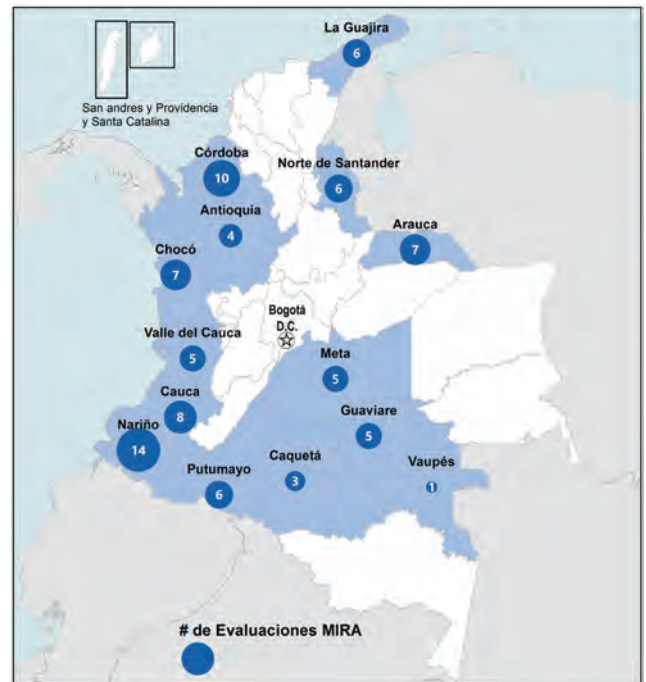 La Guajira
6
San andres y Providencia
y Santa Catalina
Córdoba
10
Norte de Santander
6
Antioquia
4
Arauca
7
Chocó
7
Bogotá
D.C.
Valle del Cauca
5
Meta
5
Cauca
8
Guaviare
5
Nariño
14
Caquetá
3
Vaupés
1
Putumayo
6
# de Evaluaciones MIRA